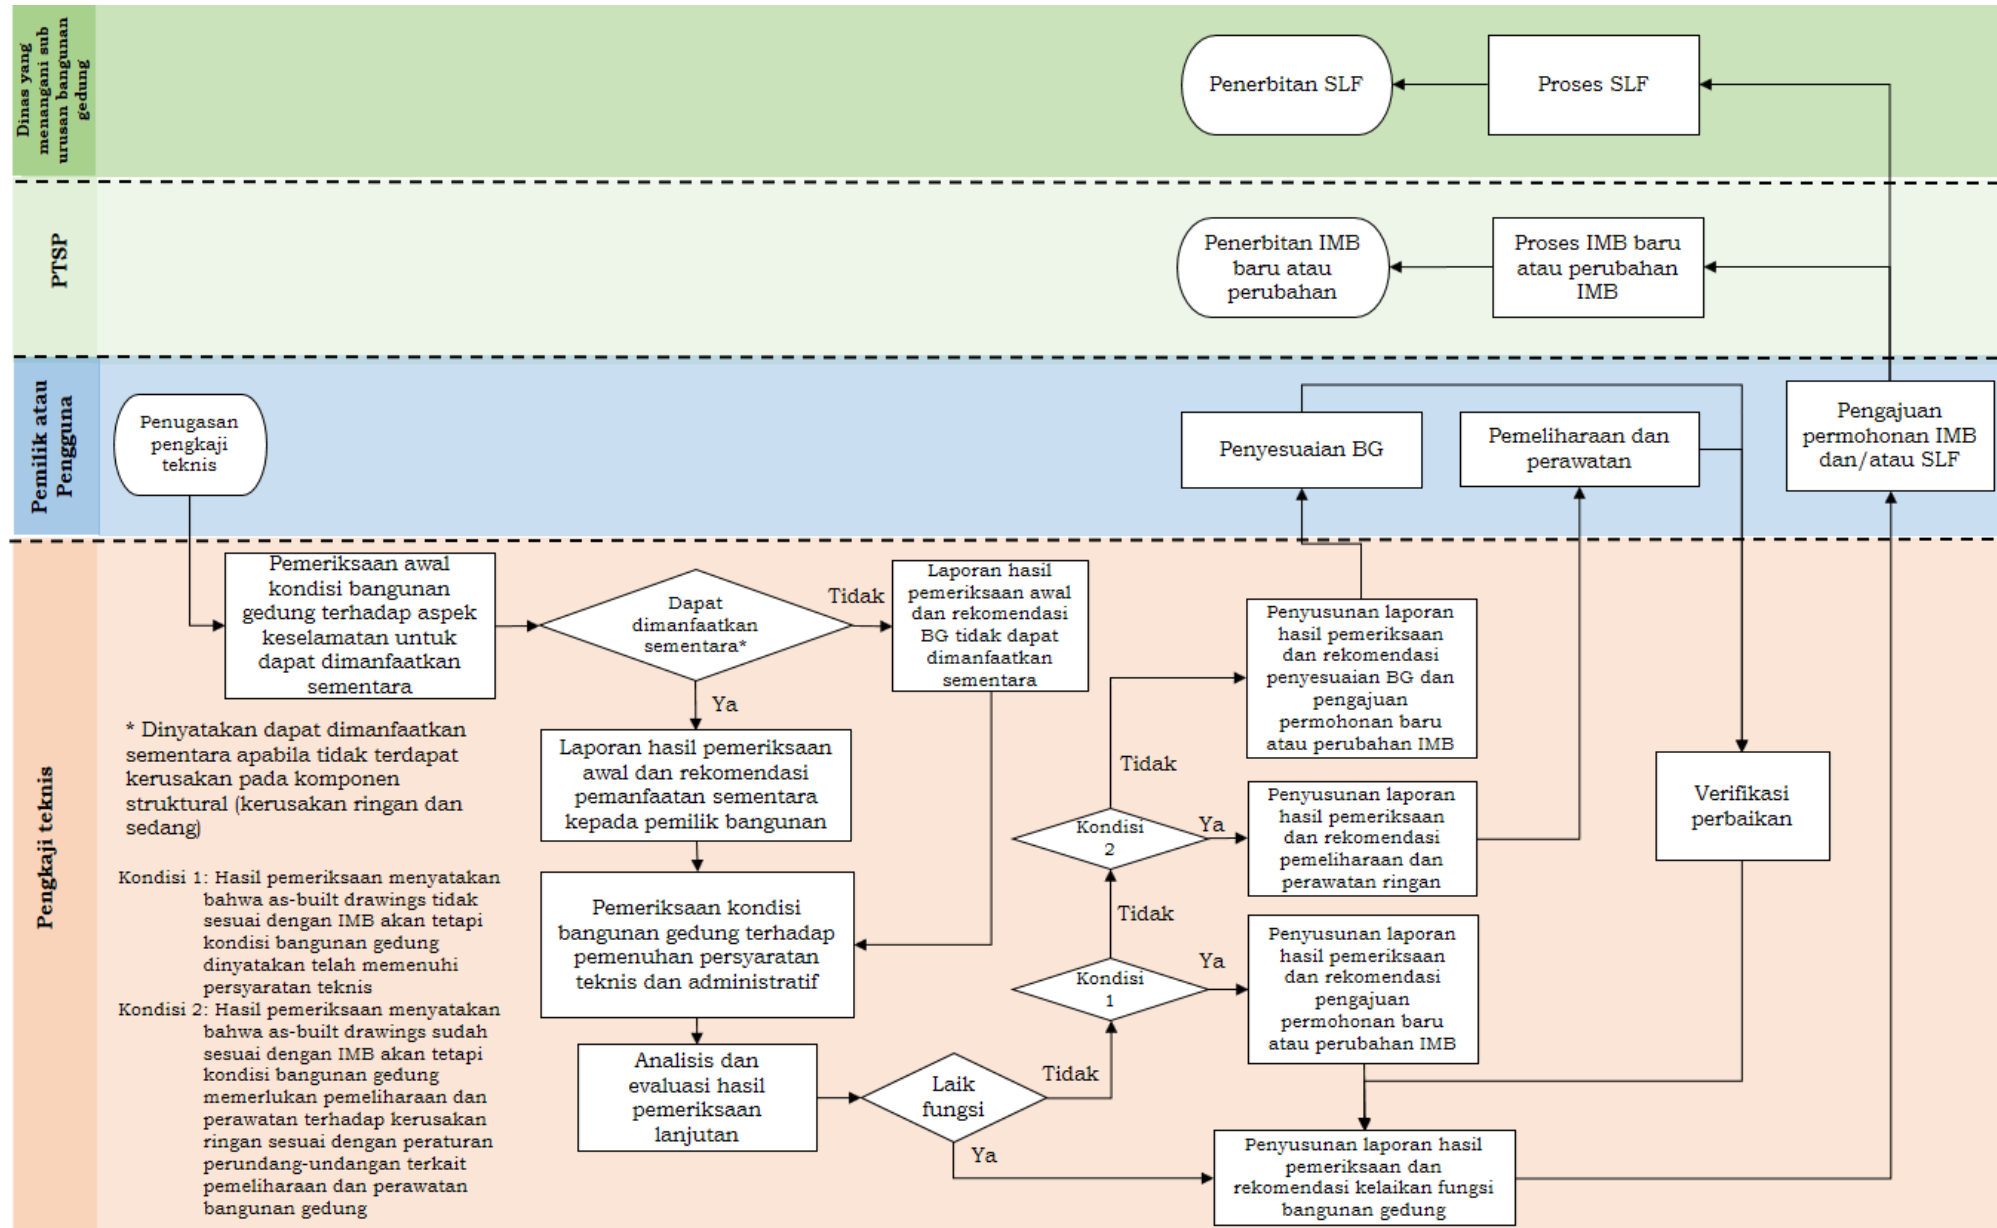 Dinas yang
menangani sub
urusan bangunan
gedung
Penerbitan SLF
Proses SLF
PTSP
Penerbitan IMB
baru atau
perubahan
Proses IMB baru
atau perubahan
IMB
Pemilik atau
Pengguna
Penugasan
pengkaji
teknis
Penyesuaian BG
Pemeliharaan dan
perawatan
Pengajuan
permohonan IMB
dan/atau SLF
Pengkaji teknis
Pemeriksaan awal
kondisi bangunan
gedung terhadap aspek
keselamatan untuk
dapat dimanfaatkan
sementara
Dapat
dimanfaatkan
sementara*
Tidak
Laporan hasil
pemeriksaan awal
dan rekomendasi
BG tidak dapat
dimanfaatkan
sementara
Ya
* Dinyatakan dapat dimanfaatkan
sementara apabila tidak terdapat
kerusakan pada komponen
struktural (kerusakan ringan dan
sedang)
Laporan hasil pemeriksaan
awal dan rekomendasi
pemanfaatan sementara
kepada pemilik bangunan
Kondisi 1: Hasil pemeriksaan menyatakan
bahwa as-built drawings tidak
sesuai dengan IMB akan tetapi
kondisi bangunan gedung
dinyatakan telah memenuhi
persyaratan teknis
Kondisi 2: Hasil pemeriksaan menyatakan
bahwa as-built drawings sudah
sesuai dengan IMB akan tetapi
kondisi bangunan gedung
memerlukan pemeliharaan dan
perawatan terhadap kerusakan
ringan sesuai dengan peraturan
perundang-undangan terkait
pemeliharaan dan perawatan
bangunan gedung
Pemeriksaan kondisi
bangunan gedung terhadap
pemenuhan persyaratan
teknis dan administratif
Analisis dan
evaluasi hasil
pemeriksaan
lanjutan
Laik
fungsi
Tidak
Ya
Kondisi
1
Ya
Tidak
Kondisi
2
Ya
Tidak
Penyusunan laporan
hasil pemeriksaan
dan rekomendasi
penyesuaian BG dan
pengajuan
permohonan baru
atau perubahan IMB
Penyusunan laporan
hasil pemeriksaan
dan rekomendasi
pemeliharaan dan
perawatan ringan
Penyusunan laporan
hasil pemeriksaan
dan rekomendasi
pengajuan
permohonan baru
atau perubahan IMB
Verifikasi
perbaikan
Penyusunan laporan hasil
pemeriksaan dan
rekomendasi kelaikan fungsi
bangunan gedung